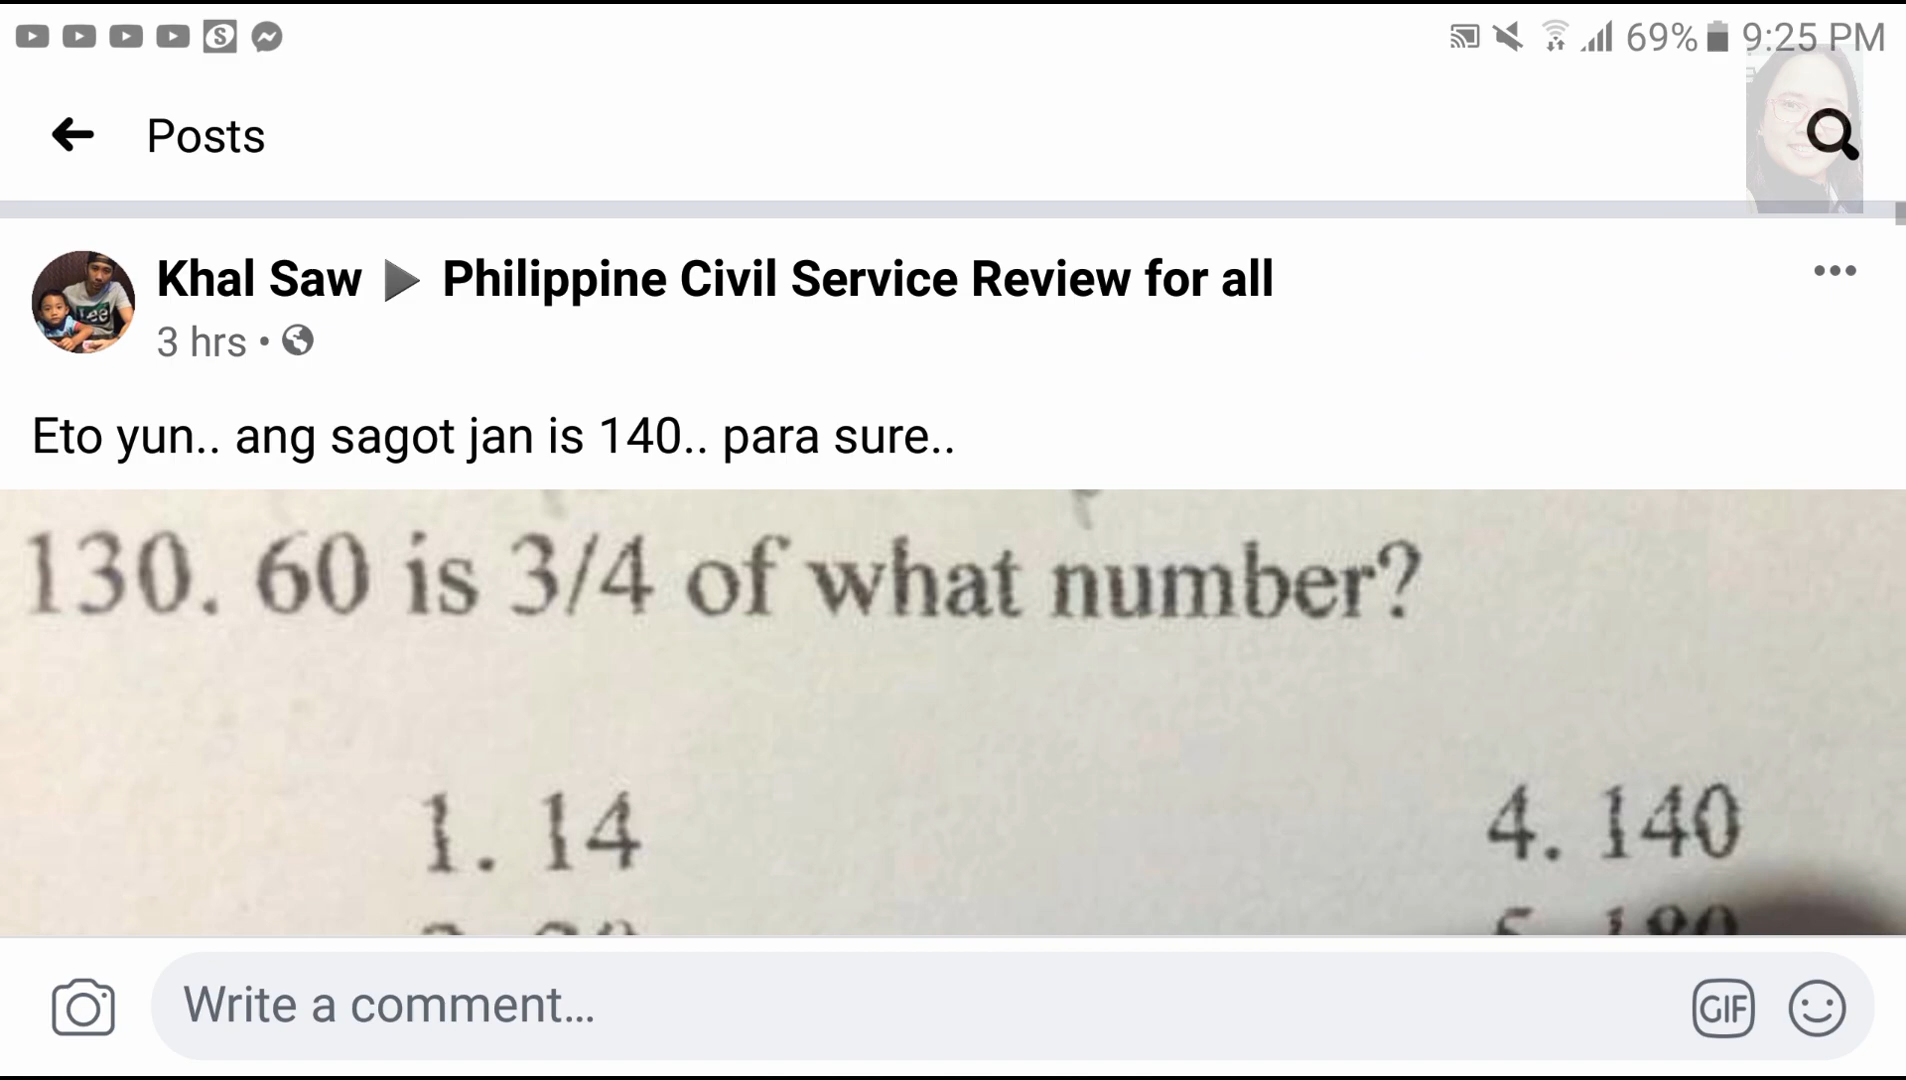 69% 9:25 PM
Posts
Khal Saw ▶ Philippine Civil Service Review for all
3 hrs •
Eto yun.. ang sagot jan is 140.. para sure..
130. 60 is 3/4 of what number?
1. 14
4. 140
Write a comment...
GIF